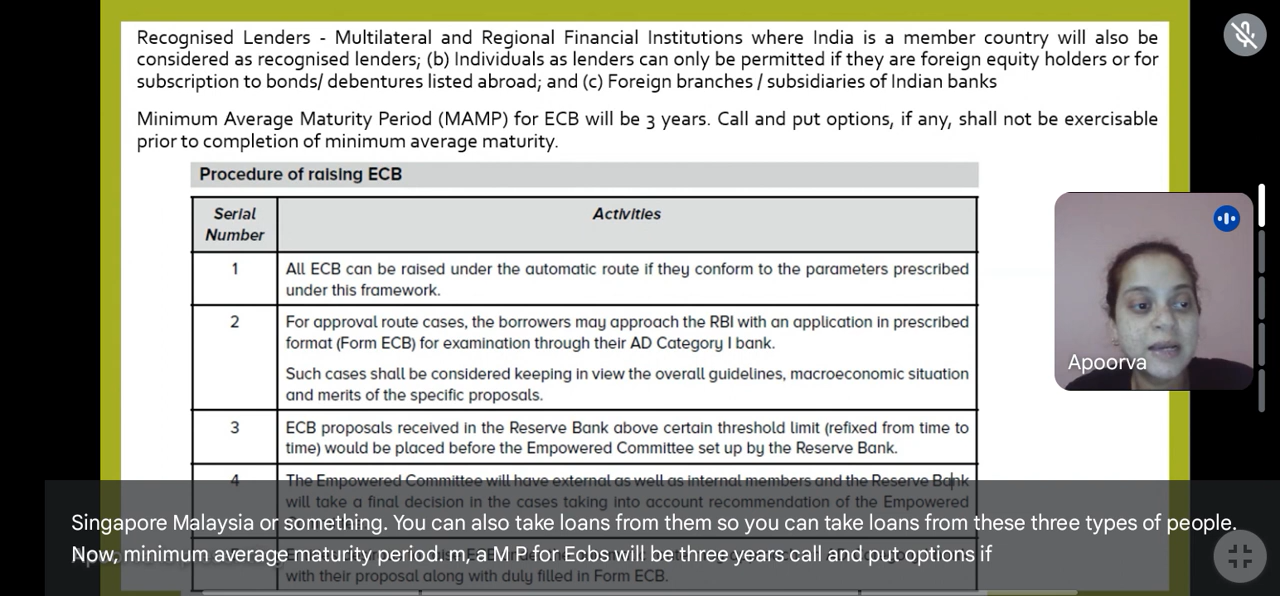 Recognised Lenders - Multilateral and Regional Financial Institutions where India is a member country will also be
considered as recognised lenders; (b) Individuals as lenders can only be permitted if they are foreign equity holders or for
subscription to bonds/ debentures listed abroad; and (c) Foreign branches / subsidiaries of Indian banks
Minimum Average Maturity Period (MAMP) for ECB will be 3 years. Call and put options, if any, shall not be exercisable
prior to completion of minimum average maturity.
Procedure of raising ECB
Serial
Number
Activities
1
All ECB can be raised under the automatic route if they conform to the parameters prescribed
under this framework.
2
For approval route cases, the borrowers may approach the RBI with an application in prescribed
format (Form ECB) for examination through their AD Category I bank.
Such cases shall be considered keeping in view the overall guidelines, macroeconomic situation
and merits of the specific proposals.
3
ECB proposals received in the Reserve Bank above certain threshold limit (refixed from time to
time) would be placed before the Empowered Committee set up by the Reserve Bank.
4
The Empowered Committee will have external as well as internal members and the Reserve Bank
will take a final decision in the cases taking into account recommendation of the Empowered
with their proposal along with duly filled in Form ECB.
Apoorva
Singapore Malaysia or something. You can also take loans from them so you can take loans from these three types of people.
Now, minimum average maturity period. m, a M P for Ecbs will be three years call and put options if